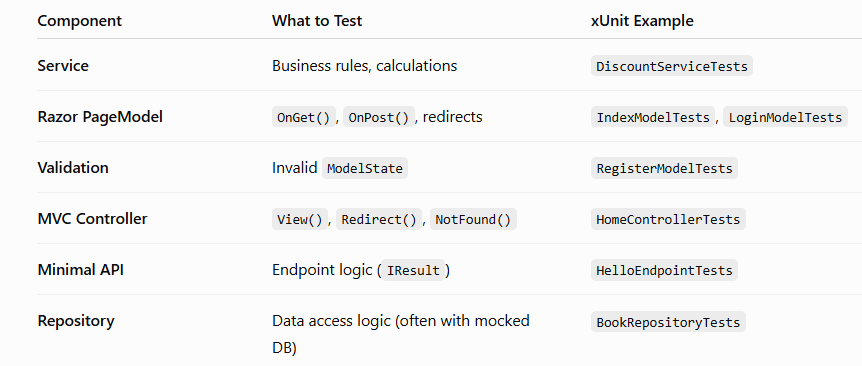 Component What to Test xUnit Example
Service Business rules, calculations DiscountServiceTests
Razor PageModel OnGet(), OnPost(), redirects IndexModelTests, LoginModelTests
Validation Invalid ModelState RegisterModelTests
MVC Controller View(), Redirect(), NotFound() HomeControllerTests
Minimal API Endpoint logic (IResult) HelloEndpointTests
Repository Data access logic (often with mocked BookRepositoryTests
DB)